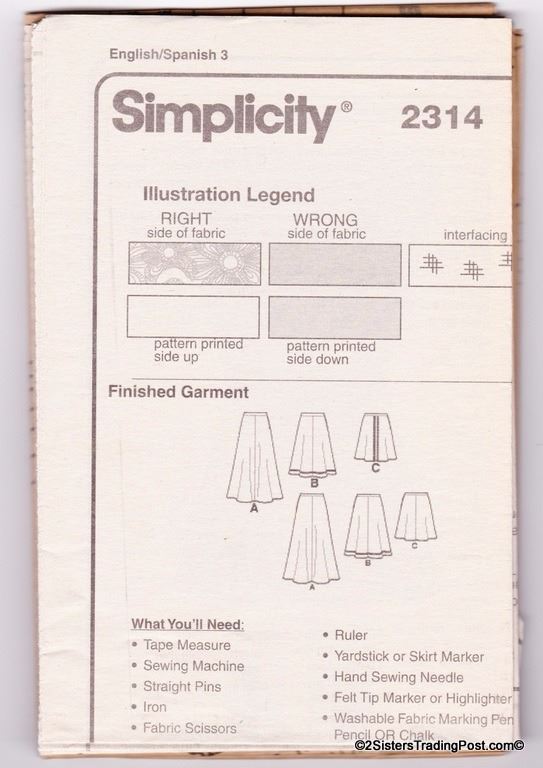 English/Spanish 3
Simplicity® 2314
Illustration Legend
RIGHT
side of fabric
WRONG
side of fabric
interfacing
pattern printed
side up
pattern printed
side down
Finished Garment
A
B
C
A
B
C
What You'll Need:
• Tape Measure
• Sewing Machine
• Straight Pins
• Iron
• Fabric Scissors
• Ruler
• Yardstick or Skirt Marker
• Hand Sewing Needle
• Felt Tip Marker or Highlighter
• Washable Fabric Marking Pen
Pencil OR Chalk
©2SistersTradingPost.com©